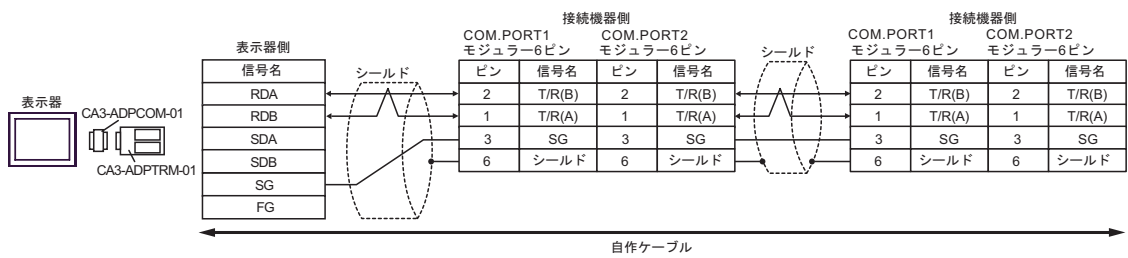 接続機器側
接続機器側
COM.PORT1 COM.PORT2
モジュラー6ピン モジュラー6ピン
COM.PORT1 COM.PORT2
モジュラー6ピン モジュラー6ピン
表示器側
シールド
シールド
信号名
ピン 信号名 ピン 信号名
ピン 信号名 ピン 信号名
RDA
2 T/R(B) 2 T/R(B)
2 T/R(B) 2 T/R(B)
表示器
CA3-ADPCOM-01
RDB
1 T/R(A) 1 T/R(A)
1 T/R(A) 1 T/R(A)
SDA
3 SG 3 SG
3 SG 3 SG
SDB
6 シールド 6 シールド
6 シールド 6 シールド
CA3-ADPTRM-01
SG
FG
自作ケーブル